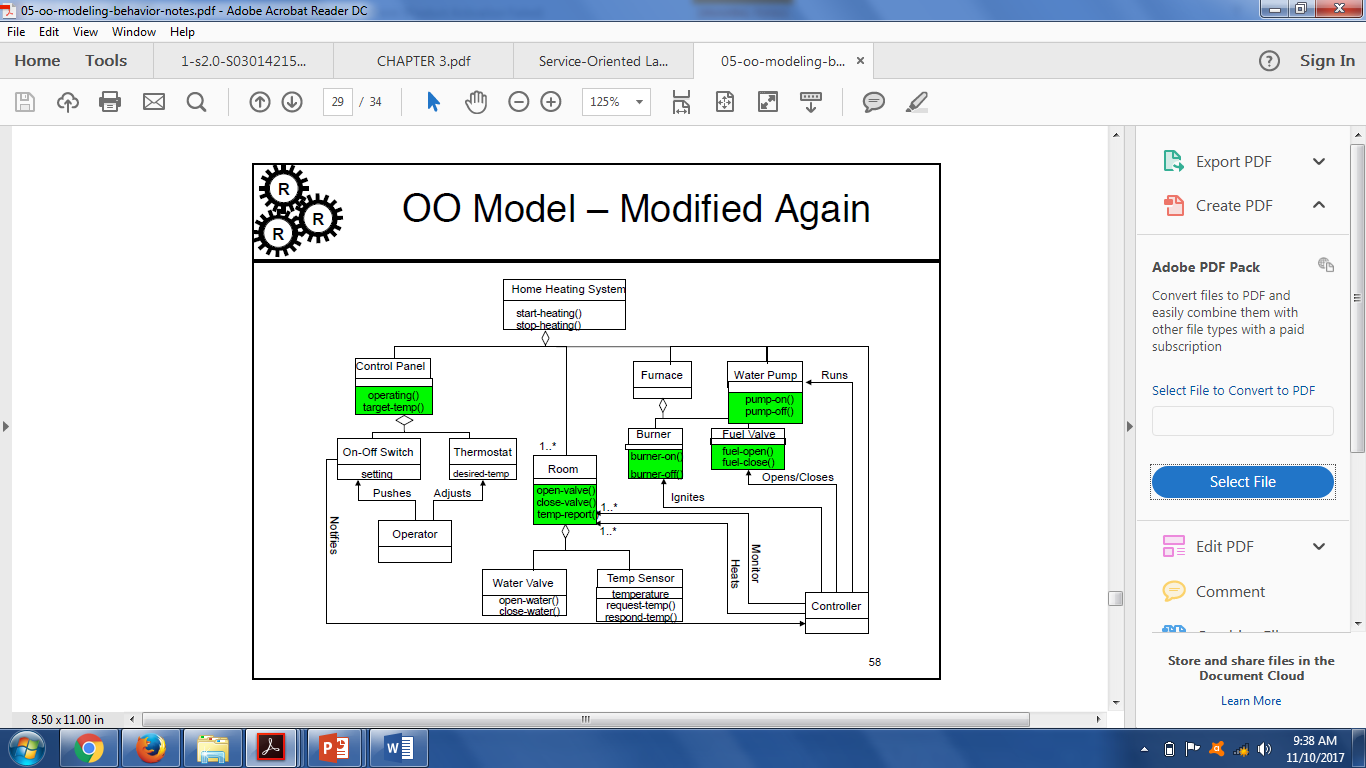 05-oo-modeling-behavior-notes.pdf - Adobe Acrobat Reader DC
File Edit View Window Help
Home Tools 1-s2.0-S03014215... CHAPTER 3.pdf Service-Oriented La... 05-oo-modeling-b... × ? Sign In
29 / 34 125%
Export PDF
Create PDF
Adobe PDF Pack
Convert files to PDF and
easily combine them with
other file types with a paid
subscription
Select File to Convert to PDF
Select File
Edit PDF
Comment
Store and share files in the
Document Cloud
Learn More
R
R
R
OO Model – Modified Again
Home Heating System
start-heating()
stop-heating()
Control Panel
operating()
target-temp()
Furnace
Water Pump
pump-on()
pump-off()
Runs
On-Off Switch
setting
Thermostat
desired-temp
1..*
Room
open-valve()
close-valve()
temp-report()
Burner
burner-on()
burner-off()
Fuel Valve
fuel-open()
fuel-close()
Opens/Closes
Ignites
Pushes
Adjusts
Operator
Notifies
1..*
1..*
Heats
Monitor
Water Valve
open-water()
close-water()
Temp Sensor
temperature
request-temp()
respond-temp()
Controller
58
8.50 x 11.00 in
9:38 AM
11/10/2017